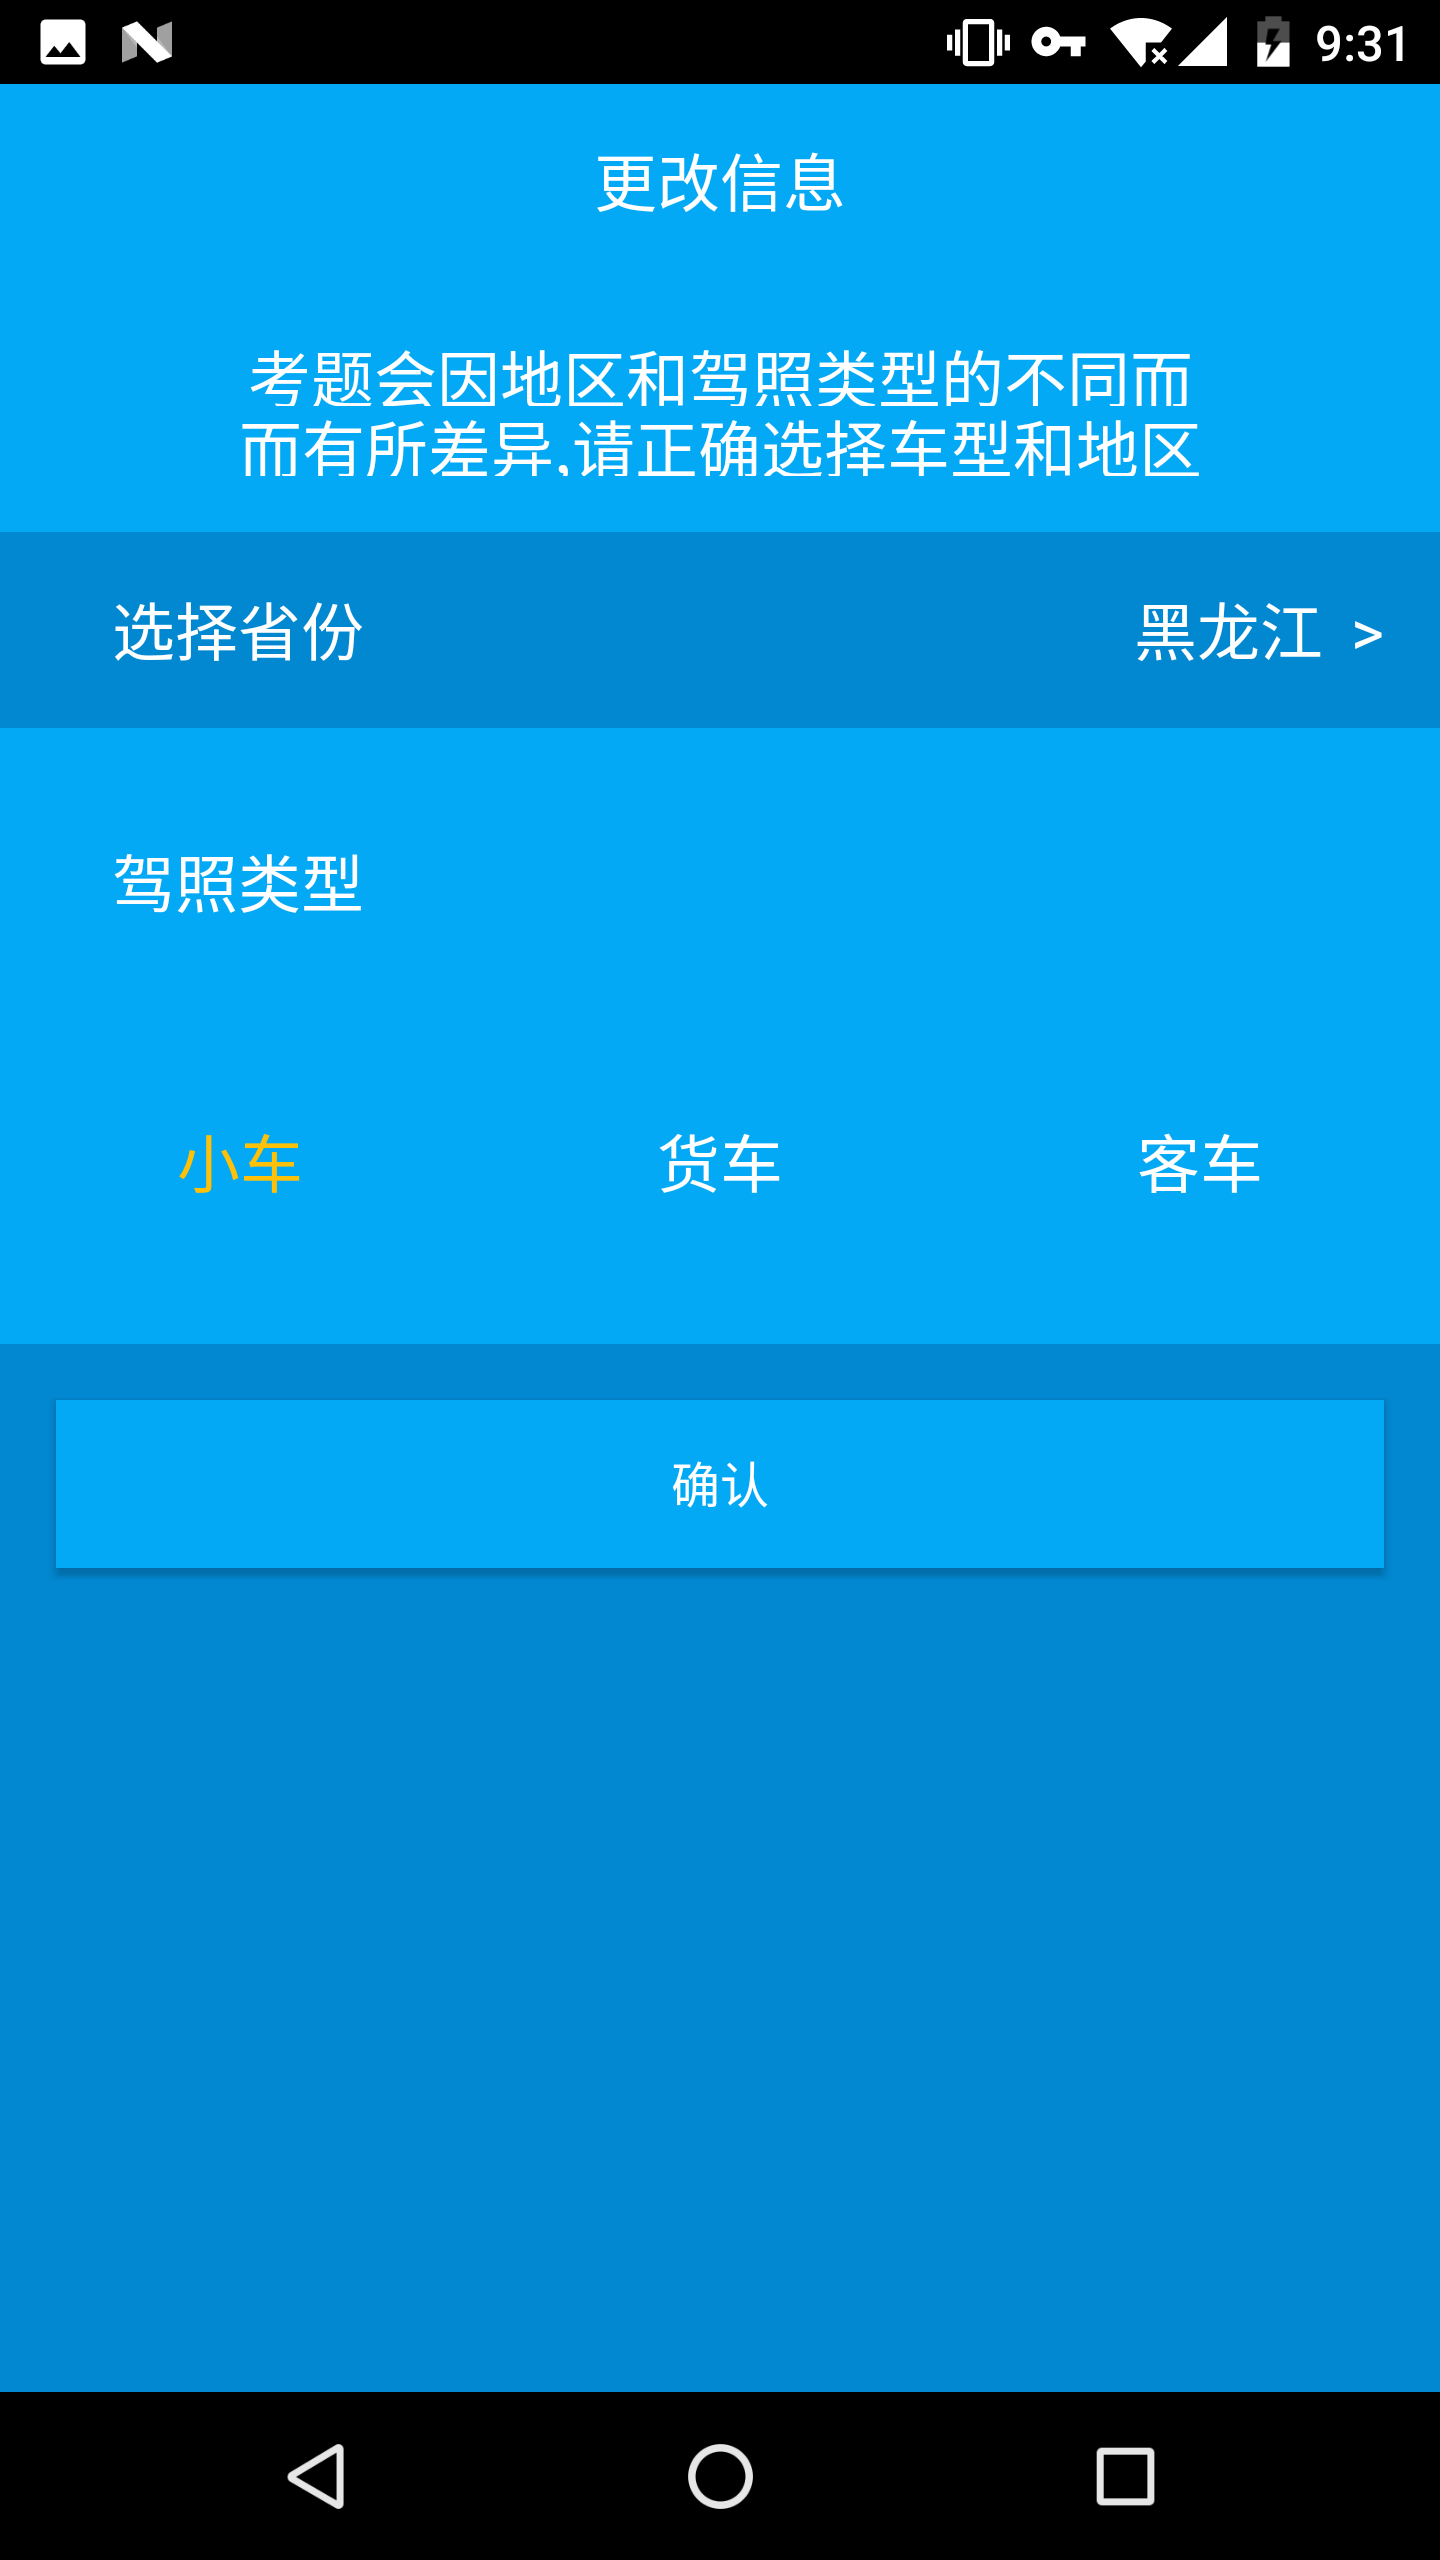 9:31
更改信息
考题会因地区和驾照类型的不同而
而有所差异,请正确选择车型和地区
选择省份 黑龙江 >
驾照类型
小车 货车 客车
确认